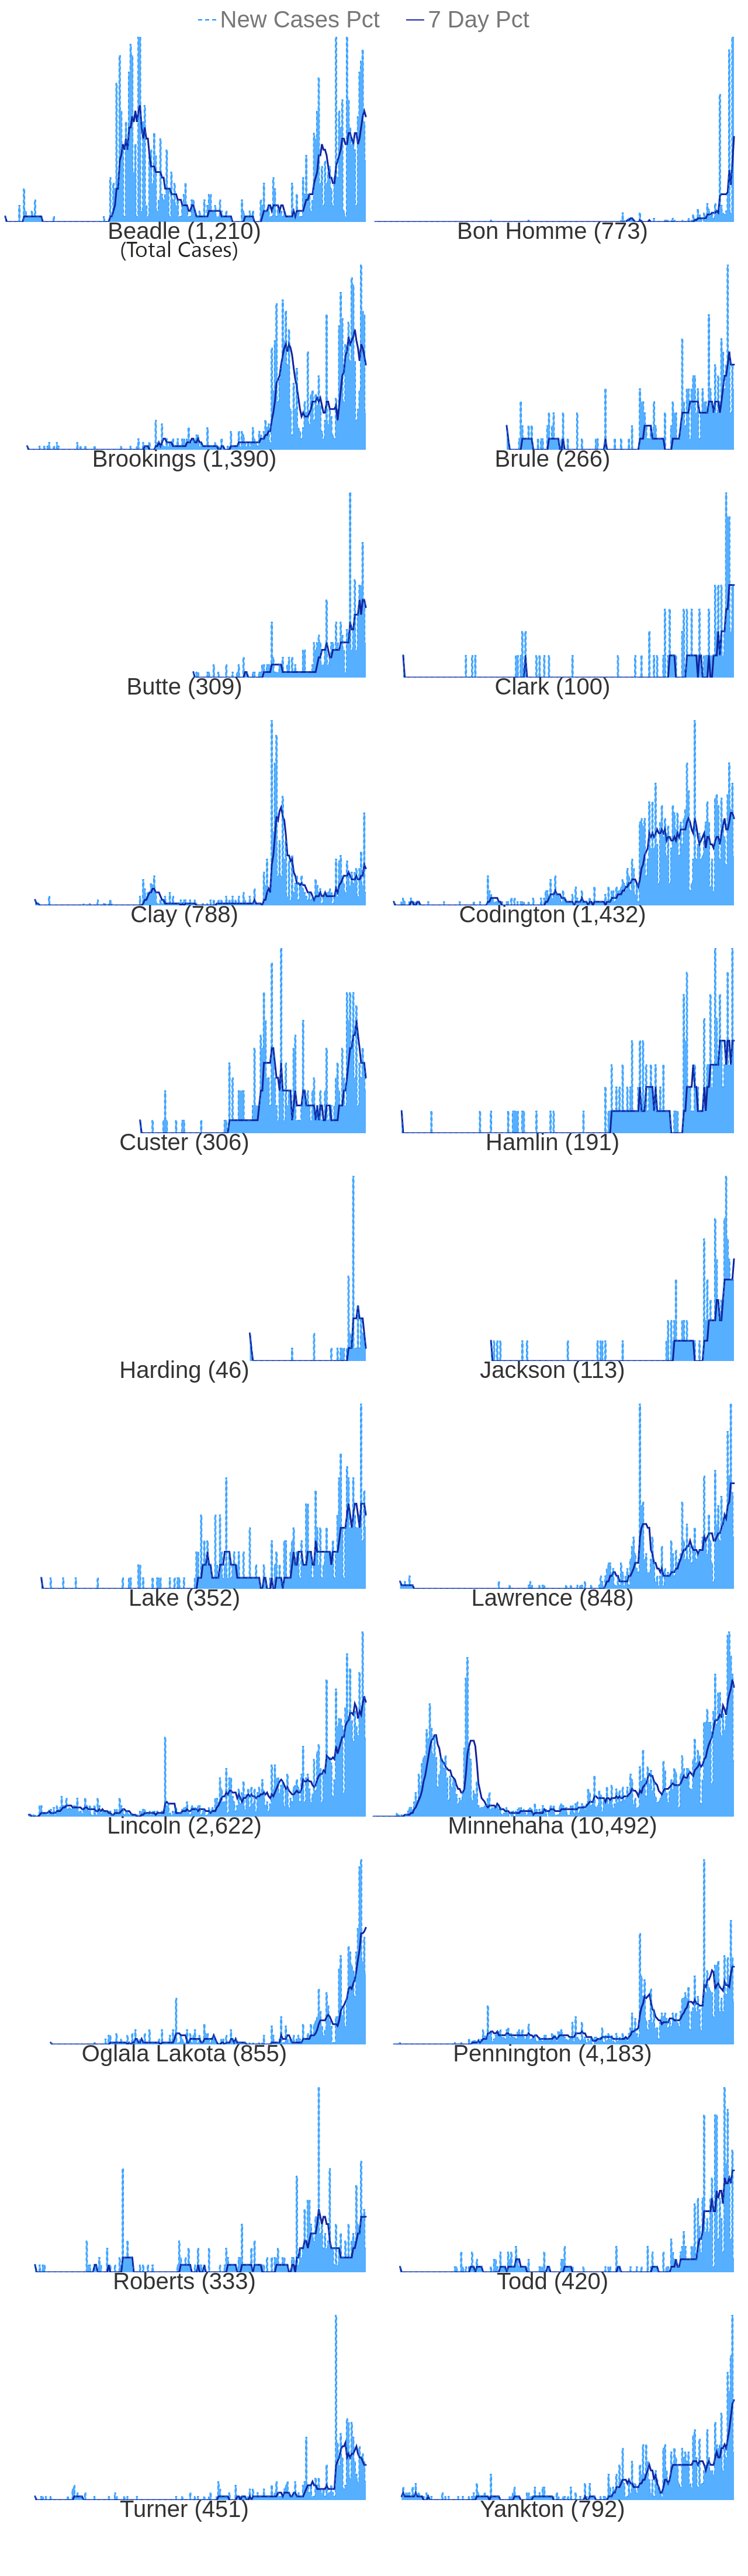 New Cases Pct 7 Day Pct
Beadle (1,210) Bon Homme (773)
(Total Cases)
Brookings (1,390) Brule (266)
Butte (309) Clark (100)
Clay (788) Codington (1,432)
Custer (306) Hamlin (191)
Harding (46) Jackson (113)
Lake (352) Lawrence (848)
Lincoln (2,622) Minnehaha (10,492)
Oglala Lakota (855) Pennington (4,183)
Roberts (333) Todd (420)
Turner (451) Yankton (792)